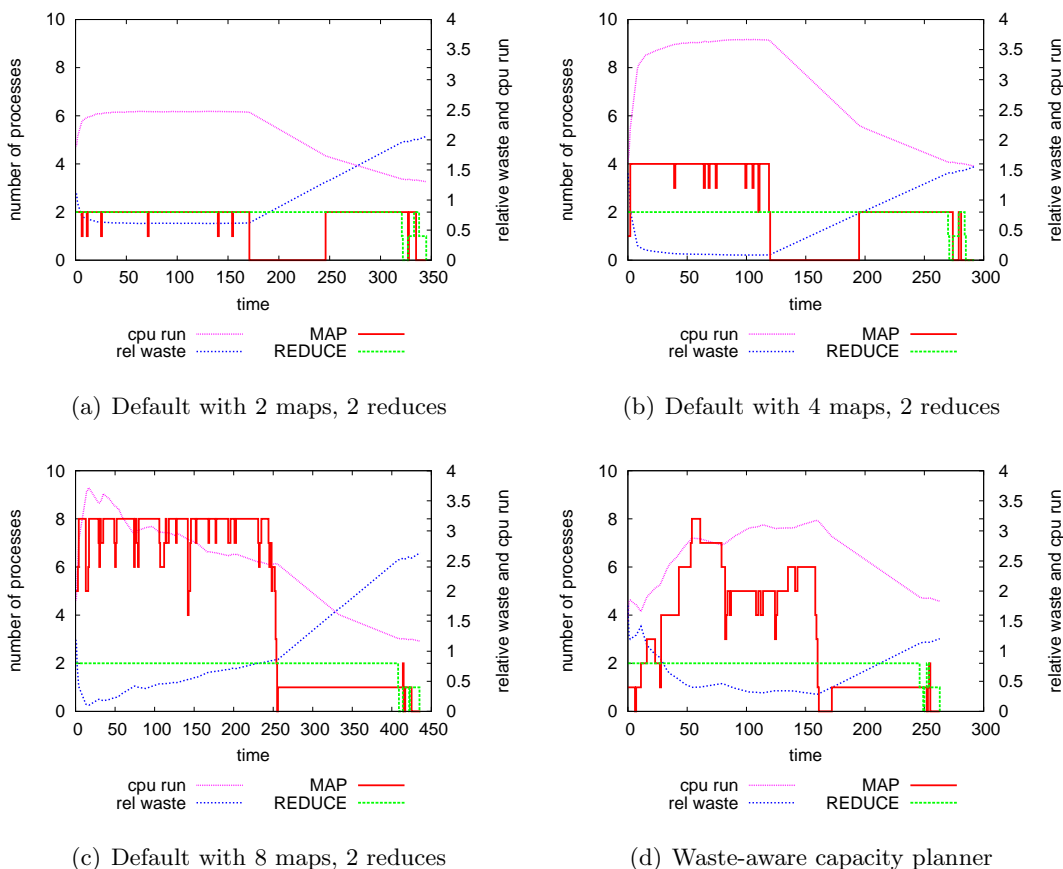 10
8
6
4
2
0
number of processes
4
3.5
3
2.5
2
1.5
1
0.5
0
relative waste and cpu run
0 50 100 150 200 250 300 350
time
cpu run
rel waste
MAP
REDUCE
(a) Default with 2 maps, 2 reduces
10
8
6
4
2
0
number of processes
4
3.5
3
2.5
2
1.5
1
0.5
0
relative waste and cpu run
0 50 100 150 200 250 300
time
cpu run
rel waste
MAP
REDUCE
(b) Default with 4 maps, 2 reduces
10
8
6
4
2
0
number of processes
4
3.5
3
2.5
2
1.5
1
0.5
0
relative waste and cpu run
0 50 100 150 200 250 300 350 400 450
time
cpu run
rel waste
MAP
REDUCE
(c) Default with 8 maps, 2 reduces
10
8
6
4
2
0
number of processes
4
3.5
3
2.5
2
1.5
1
0.5
0
relative waste and cpu run
0 50 100 150 200 250 300
time
cpu run
rel waste
MAP
REDUCE
(d) Waste-aware capacity planner